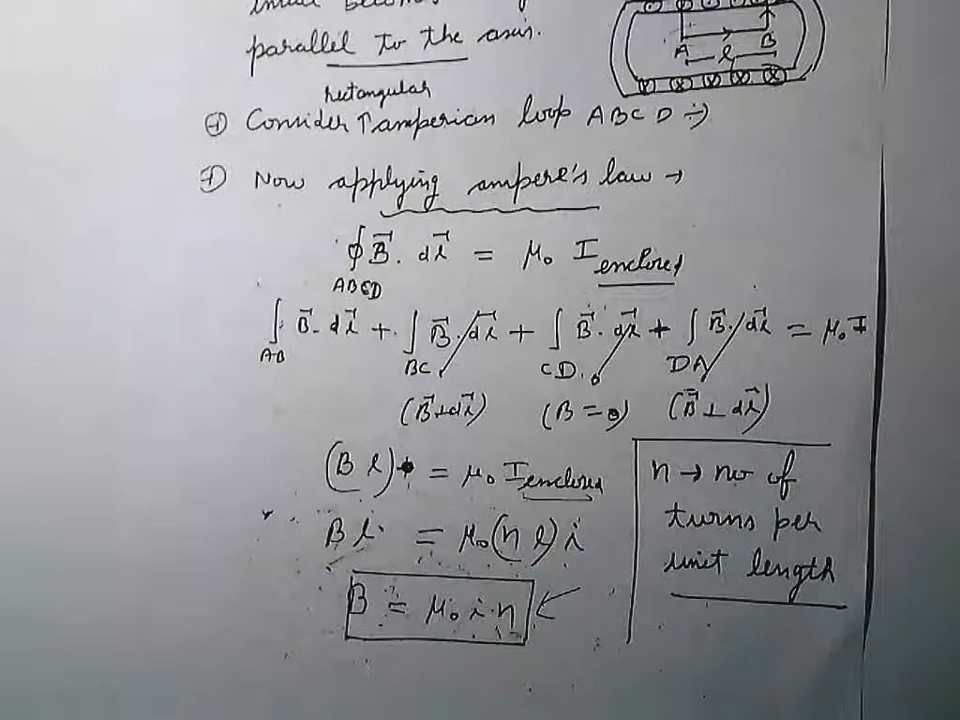 parallel to the axis.
A l B
rectangular
Consider amperian loop ABCD ÷)
Now applying ampere's law →
∮ B⃗. dl⃗ = μ₀ I enclosed
ABCD
∫ B⃗. dl⃗ + ∫ B⃗. dl⃗ + ∫ B⃗. dl⃗ + ∫ B⃗. dl⃗ = μ₀ I
AB BC CD DA
(B⃗ ⊥ dl⃗) (B = 0) (B⃗ ⊥ dl⃗)
(B l) = μ₀ I enclosed
B l = μ₀ (n l) i
B = μ₀ i n
n → no of
turns per
unit length